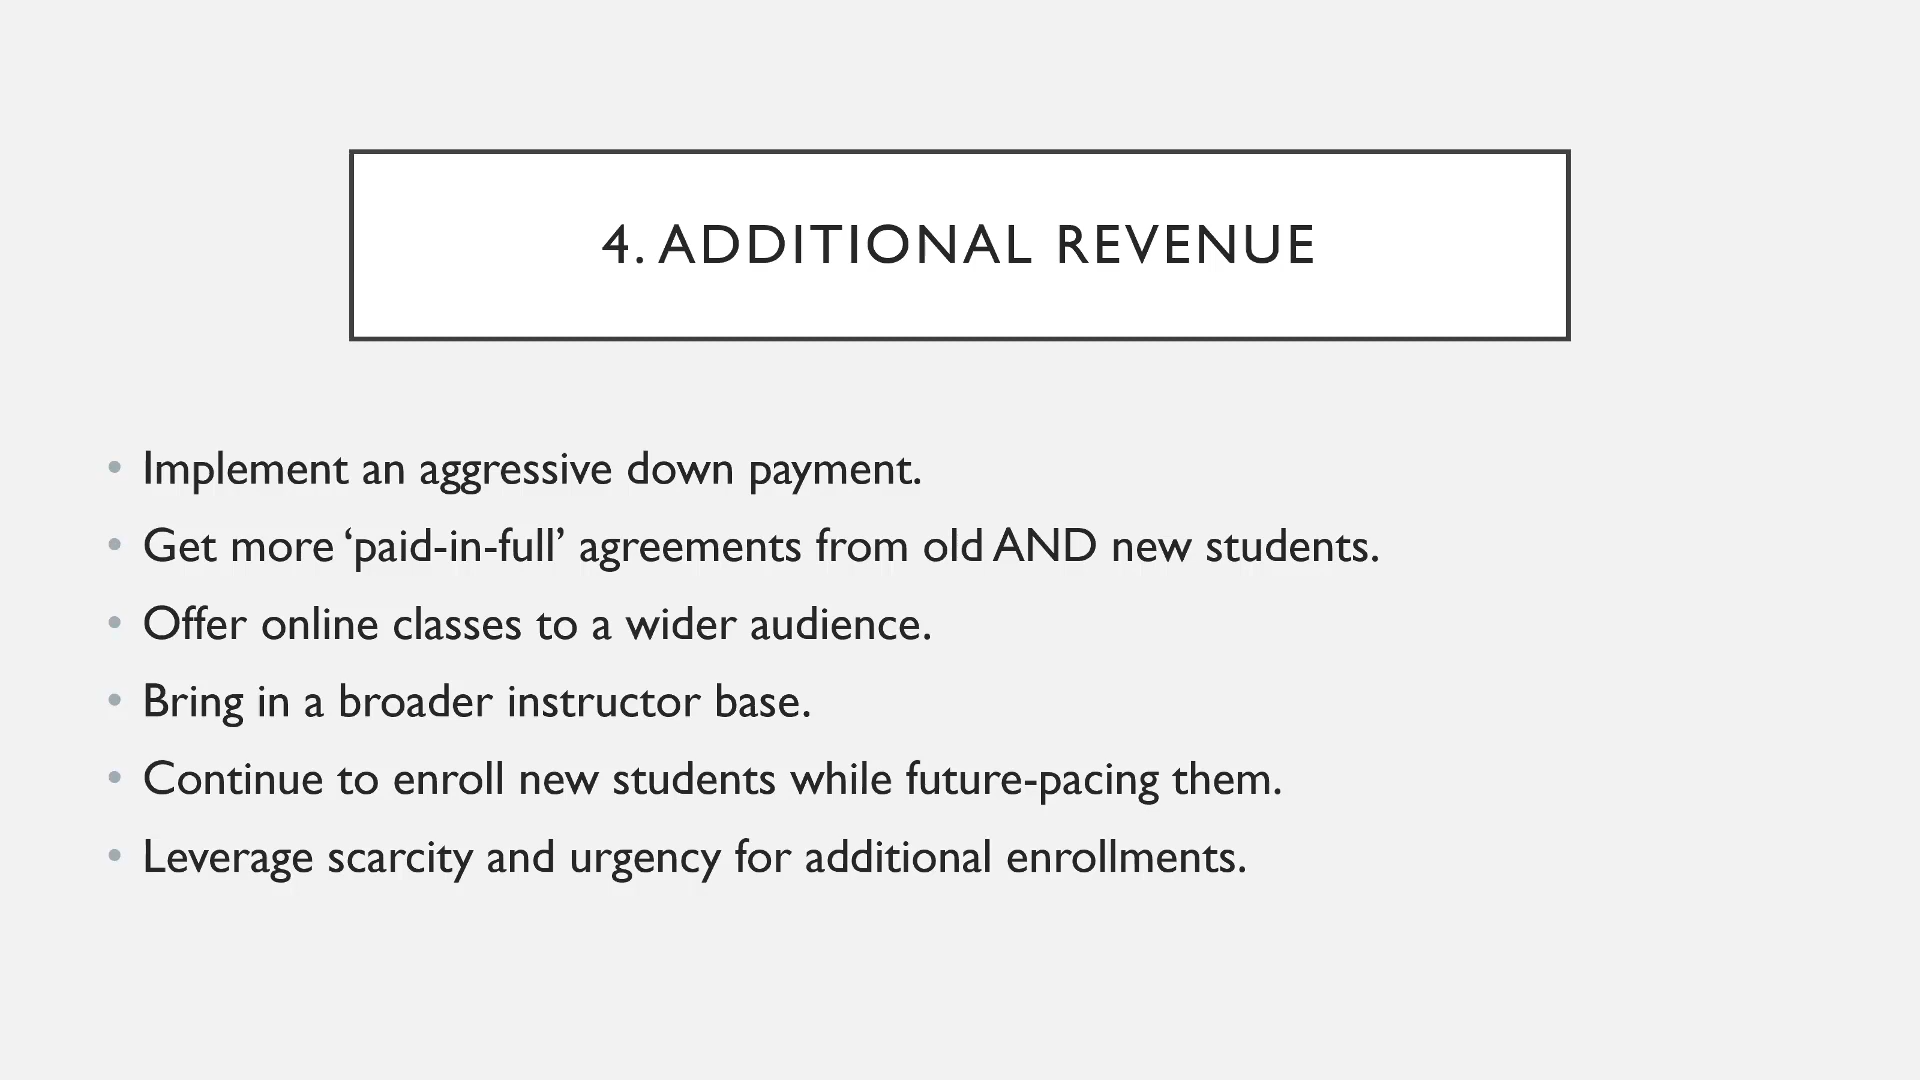 4. ADDITIONAL REVENUE
• Implement an aggressive down payment.
• Get more ‘paid-in-full’ agreements from old AND new students.
• Offer online classes to a wider audience.
• Bring in a broader instructor base.
• Continue to enroll new students while future-pacing them.
• Leverage scarcity and urgency for additional enrollments.